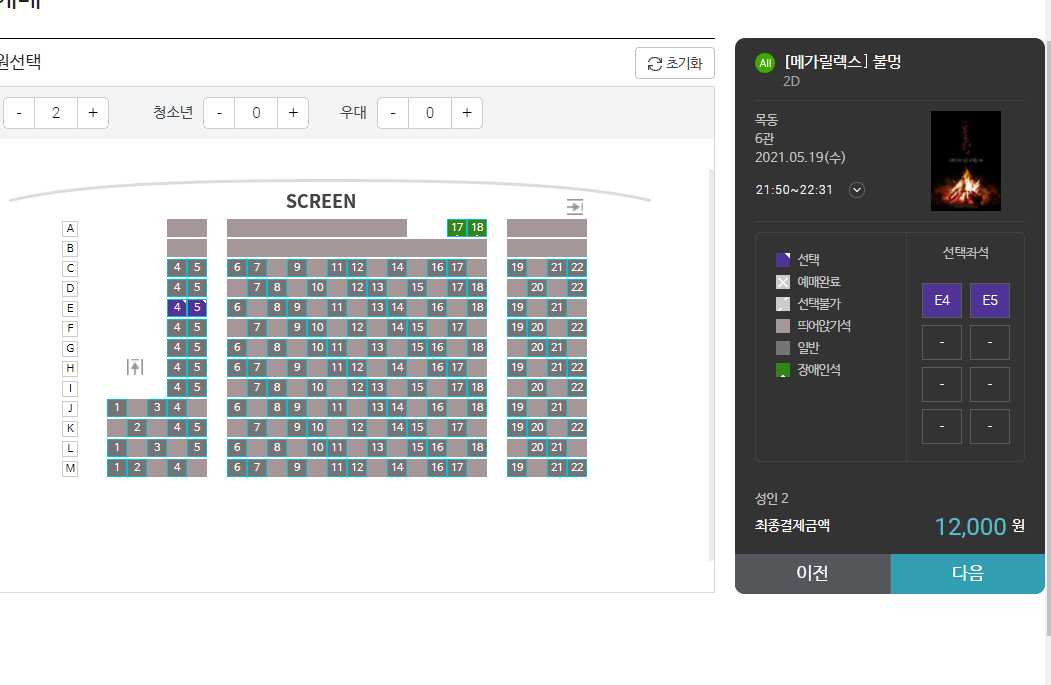 원선택
초기화
- 2 +
청소년 - 0 +
우대 - 0 +
SCREEN
A 17 18
B
C 4 5 6 7 9 11 12 14 16 17 19 21 22
D 4 5 7 8 10 12 13 15 17 18 20 22
E 4 5 6 8 9 11 13 14 16 18 19 21
F 4 5 7 9 10 12 14 15 17 19 20 22
G 4 5 6 8 10 11 13 15 16 18 20 21
H 4 5 6 7 9 11 12 14 16 17 19 21 22
I 4 5 7 8 10 12 13 15 17 18 20 22
J 1 3 4 6 8 9 11 13 14 16 18 19 21
K 2 4 5 7 9 10 12 14 15 17 19 20 22
L 1 3 5 6 8 10 11 13 15 16 18 20 21
M 1 2 4 6 7 9 11 12 14 16 17 19 21 22
All [메가릴렉스] 불멍
2D
목동
6관
2021.05.19(수)
21:50~22:31
선택
예매완료
선택불가
띄어앉기석
일반
장애인석
선택좌석
E4 E5
- -
- -
- -
성인 2
최종결제금액 12,000 원
이전 다음